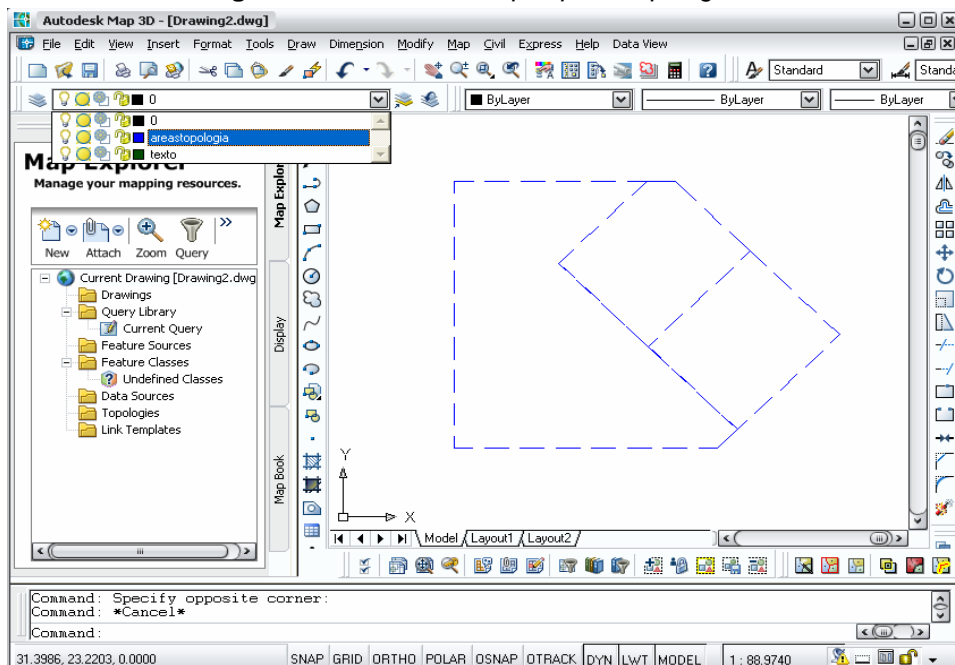 Autodesk Map 3D - [Drawing2.dwg]
File Edit View Insert Format Tools Draw Dimension Modify Map Civil Express Help Data View
Standard
0 ByLayer ByLayer ByLayer
0
areastopologia
texto
Map Explorer
Manage your mapping resources.
New Attach Zoom Query
Current Drawing [Drawing2.dwg
Drawings
Query Library
Current Query
Feature Sources
Feature Classes
Undefined Classes
Data Sources
Topologies
Link Templates
Display
Map Book
Y
X
Model Layout1 Layout2
Command: Specify opposite corner:
Command: *Cancel*
Command:
31.3986, 23.2203, 0.0000 SNAP GRID ORTHO POLAR OSNAP OTRACK DYN LWT MODEL 1 : 88.9740